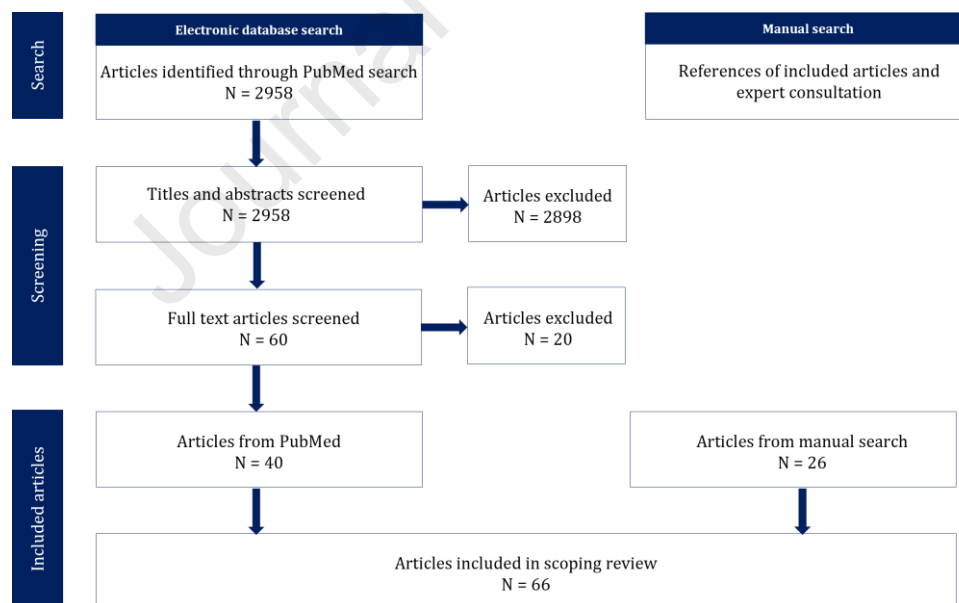 Search
Electronic database search
Articles identified through PubMed search
N = 2958
Manual search
References of included articles and
expert consultation
Screening
Titles and abstracts screened
N = 2958
Articles excluded
N = 2898
Full text articles screened
N = 60
Articles excluded
N = 20
Included articles
Articles from PubMed
N = 40
Articles from manual search
N = 26
Articles included in scoping review
N = 66
Journal